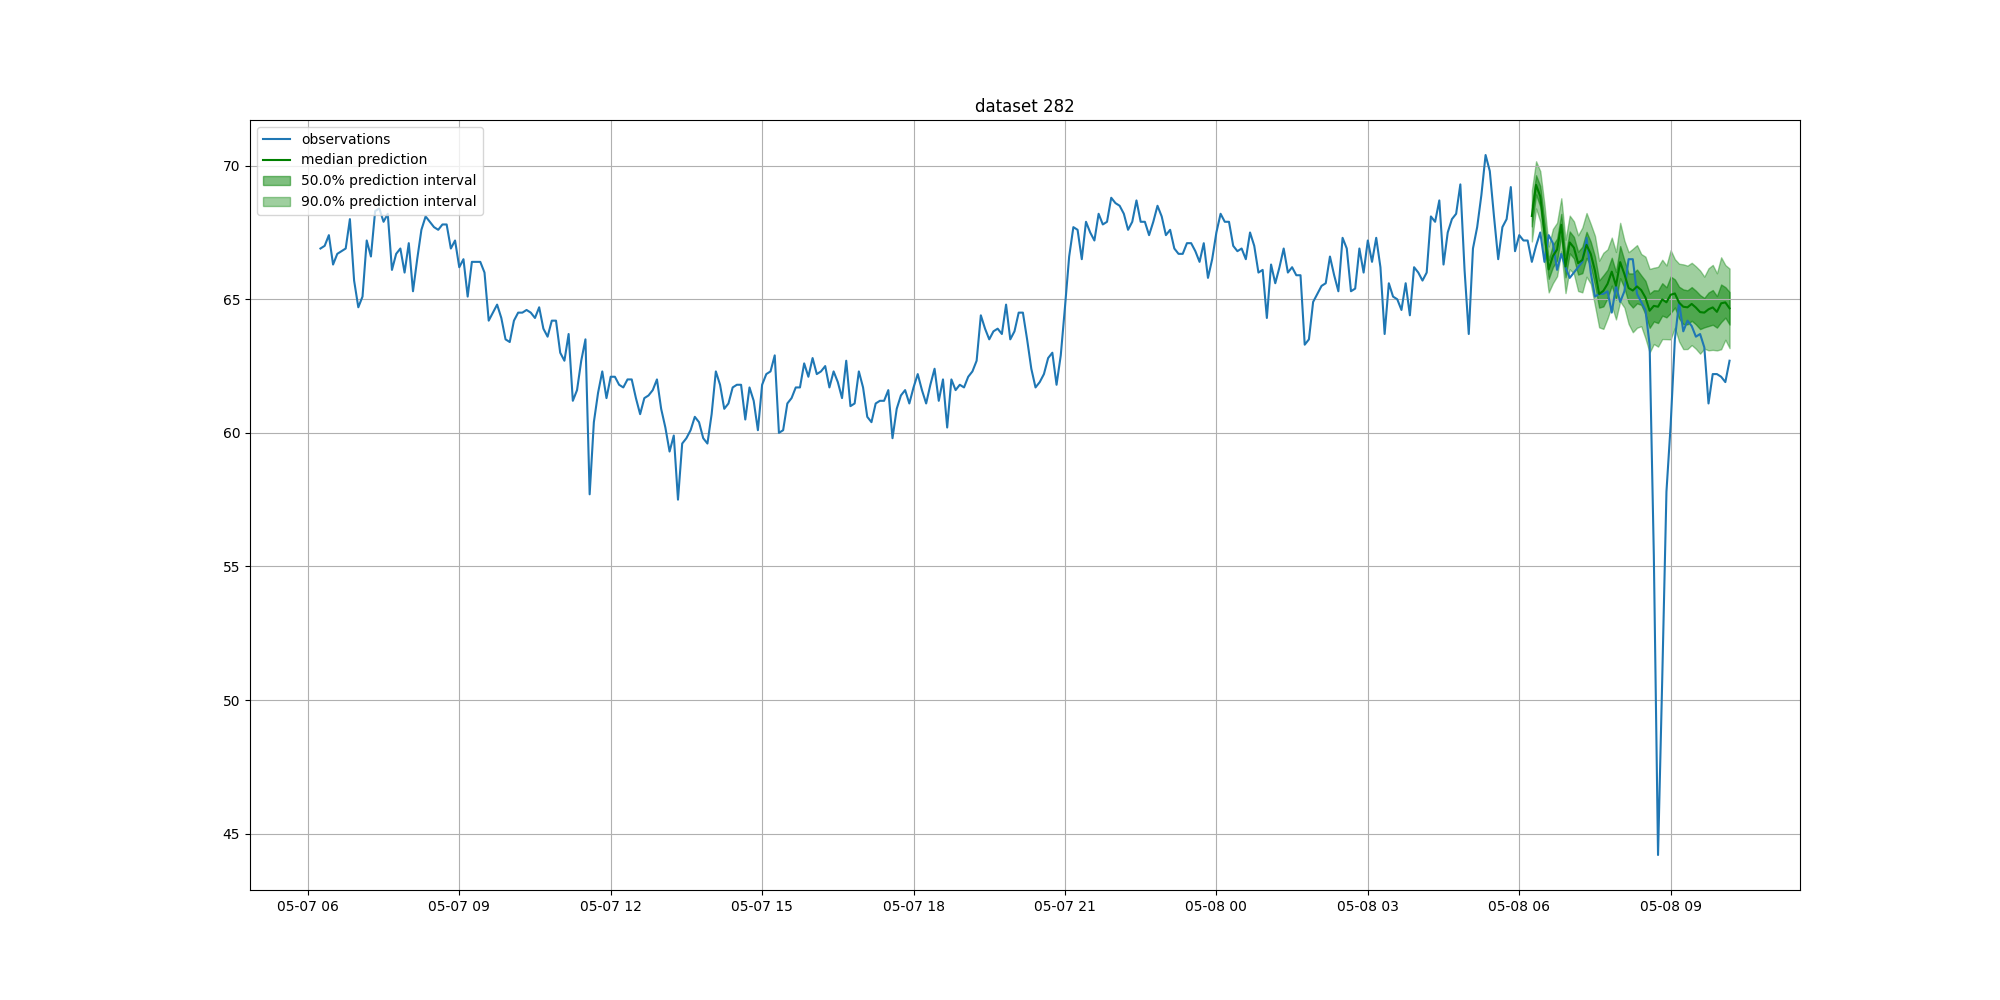 dataset 282
observations
median prediction
50.0% prediction interval
90.0% prediction interval
70
65
60
55
50
45
05-07 06 05-07 09 05-07 12 05-07 15 05-07 18 05-07 21 05-08 00 05-08 03 05-08 06 05-08 09